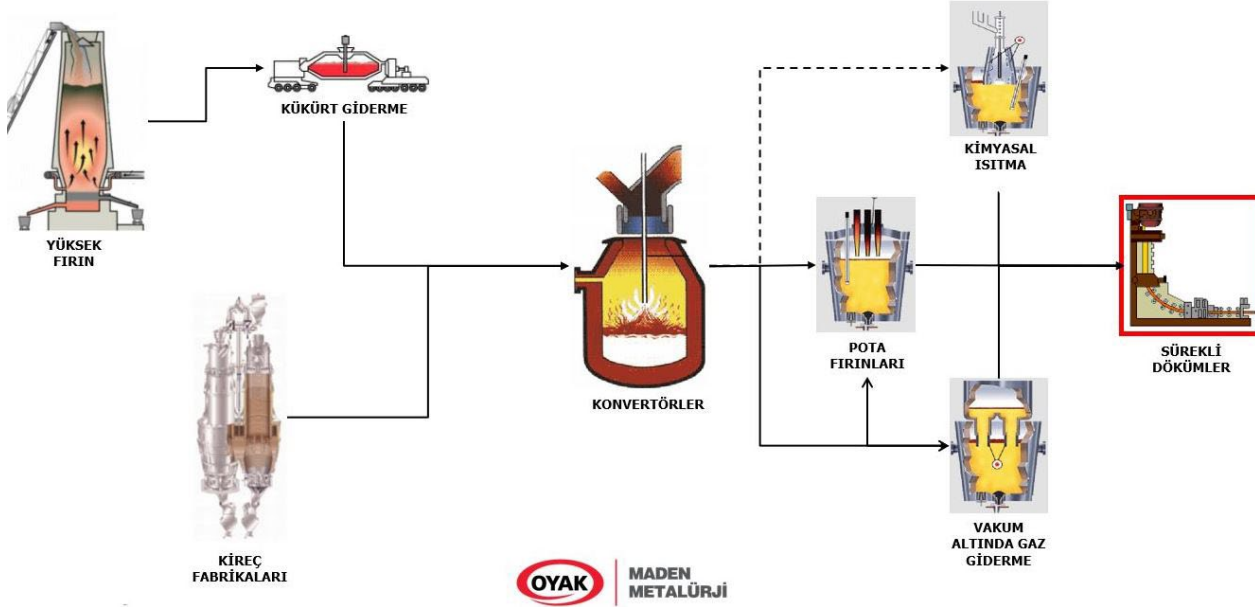 YÜKSEK
FIRIN
KÜKÜRT GİDERME
KİREÇ
FABRİKALARI
KONVERTÖRLER
KİMYASAL
ISITMA
POTA
FIRINLARI
VAKUM
ALTINDA GAZ
GİDERME
SÜREKLİ
DÖKÜMLER
OYAK
MADEN
METALÜRJİ